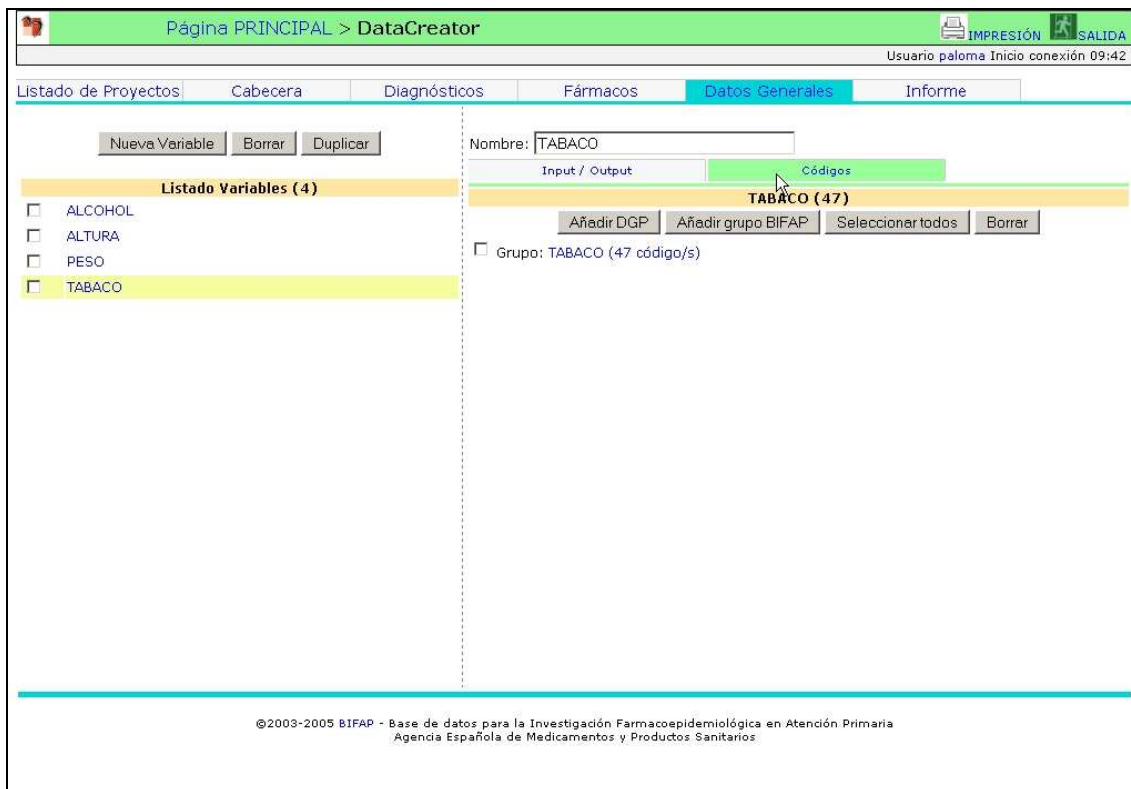 Página PRINCIPAL > DataCreator
IMPRESIÓN SALIDA
Usuario paloma Inicio conexión 09:42
Listado de Proyectos Cabecera Diagnósticos Fármacos Datos Generales Informe
Nueva Variable Borrar Duplicar
Listado Variables (4)
ALCOHOL
ALTURA
PESO
TABACO
Nombre: TABACO
Input / Output Códigos
TABACO (47)
Añadir DGP Añadir grupo BIFAP Seleccionar todos Borrar
Grupo: TABACO (47 código/s)
©2003-2005 BIFAP - Base de datos para la Investigación Farmacoepidemiológica en Atención Primaria
Agencia Española de Medicamentos y Productos Sanitarios